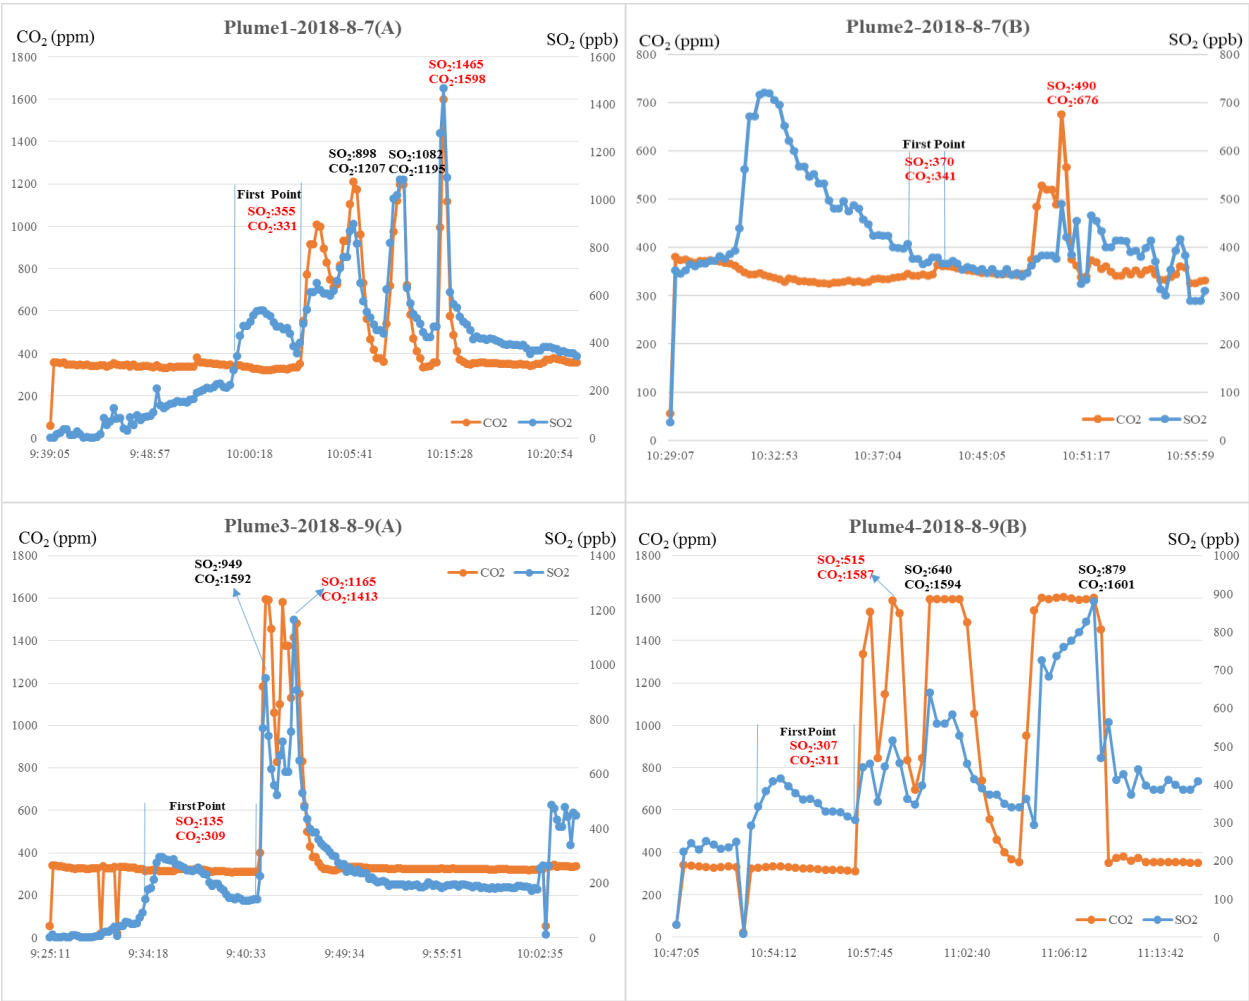 Plume1-2018-8-7(A)
CO2 (ppm)
SO2 (ppb)
1800
1600
1400
1200
1000
800
600
400
200
0
1600
1400
1200
1000
800
600
400
200
0
SO2:1465
CO2:1598
SO2:898
CO2:1207
SO2:1082
CO2:1195
First Point
SO2:355
CO2:331
CO2 SO2
9:39:05 9:48:57 10:00:18 10:05:41 10:15:28 10:20:54
Plume2-2018-8-7(B)
CO2 (ppm)
SO2 (ppb)
800
700
600
500
400
300
200
100
0
800
700
600
500
400
300
200
100
0
SO2:490
CO2:676
First Point
SO2:370
CO2:341
CO2 SO2
10:29:07 10:32:53 10:37:04 10:45:05 10:51:17 10:55:59
Plume3-2018-8-9(A)
CO2 (ppm)
SO2 (ppb)
1800
1600
1400
1200
1000
800
600
400
200
0
1400
1200
1000
800
600
400
200
0
SO2:949
CO2:1592
CO2 SO2
SO2:1165
CO2:1413
First Point
SO2:135
CO2:309
9:25:11 9:34:18 9:40:33 9:49:34 9:55:51 10:02:35
Plume4-2018-8-9(B)
CO2 (ppm)
SO2 (ppb)
1800
1600
1400
1200
1000
800
600
400
200
0
1000
900
800
700
600
500
400
300
200
100
0
SO2:515
CO2:1587
SO2:640
CO2:1594
SO2:879
CO2:1601
First Point
SO2:307
CO2:311
CO2 SO2
10:47:05 10:54:12 10:57:45 11:02:40 11:06:12 11:13:42